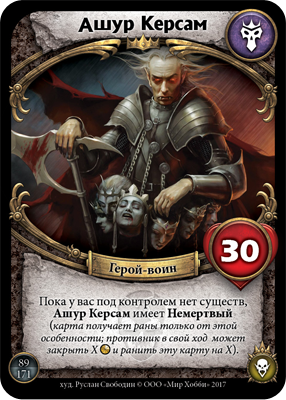 Ашур Керсам
30
Герой-воин
Пока у вас под контролем нет существ,
Ашур Керсам имеет Немертвый
(карта получает раны только от этой
особенности; противник в свой ход может
закрыть X и ранить эту карту на X).
89
171
худ. Руслан Свободин © ООО «Мир Хобби» 2017